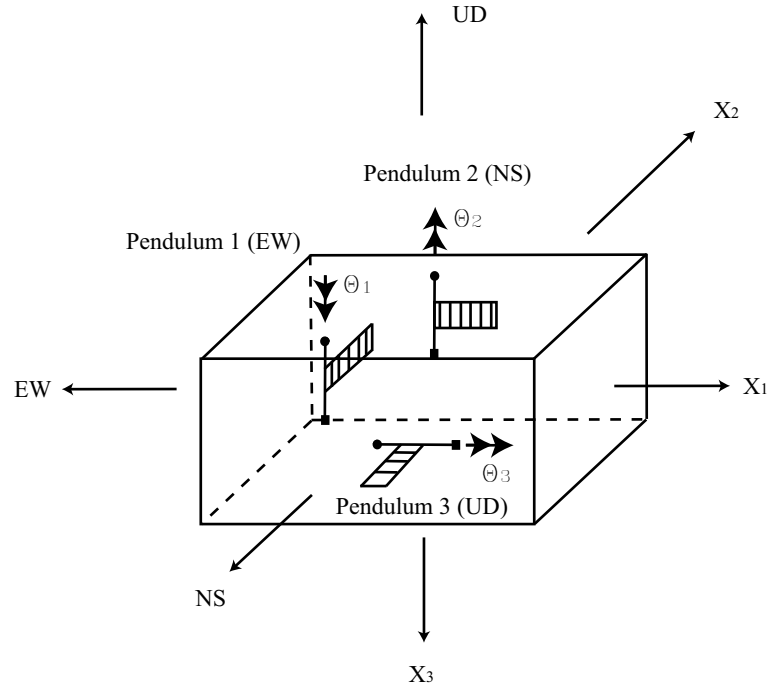 UD
X2
Pendulum 2 (NS)
Θ2
Pendulum 1 (EW)
Θ1
EW
X1
Θ3
Pendulum 3 (UD)
NS
X3